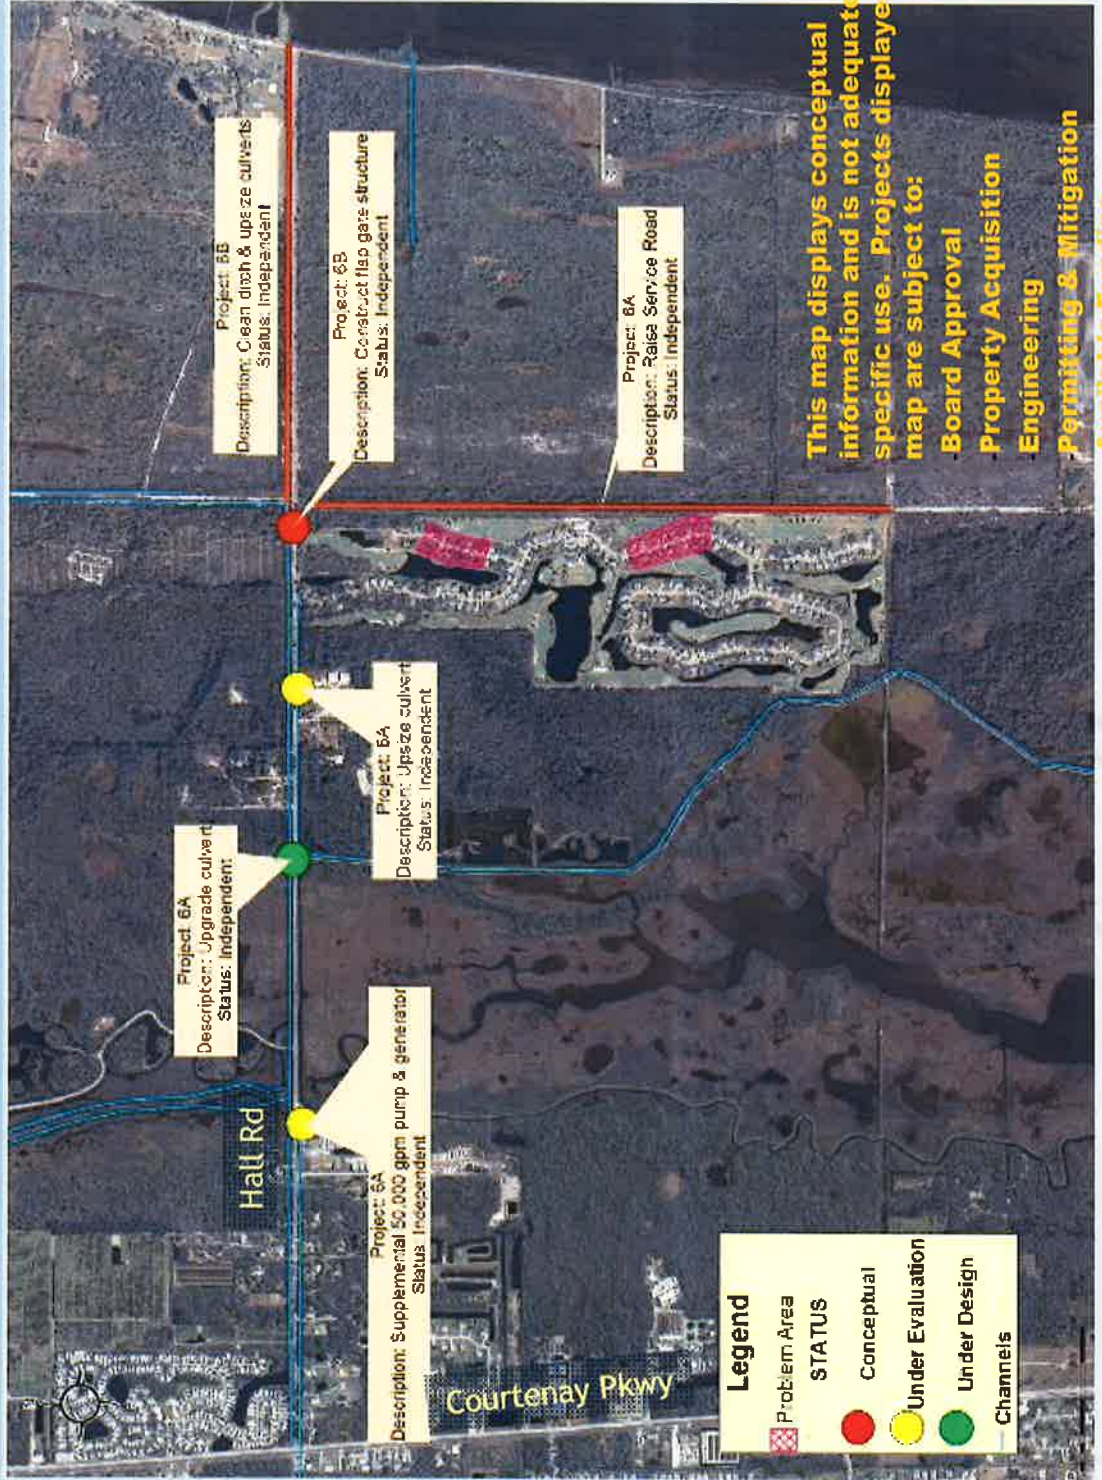 Project: 6A
Description: Supplemental 50,000 gpm pump & generator
Status: Independent
Project: 6A
Description: Upgrade culvert
Status: Independent
Project: 6A
Description: Upsize culvert
Status: Independent
Project: 6B
Description: Clean ditch & upsize culverts
Status: Independent
Project: 6B
Description: Construct flap gate structure
Status: Independent
Project: 6A
Description: Raise Service Road
Status: Independent
Hall Rd
Courtenay Pkwy
Legend
Problem Area
STATUS
Conceptual
Under Evaluation
Under Design
Channels
This map displays conceptual
information and is not adequate
specific use. Projects displaye
map are subject to:
-Board Approval
-Property Acquisition
-Engineering
-Permitting & Mitigation